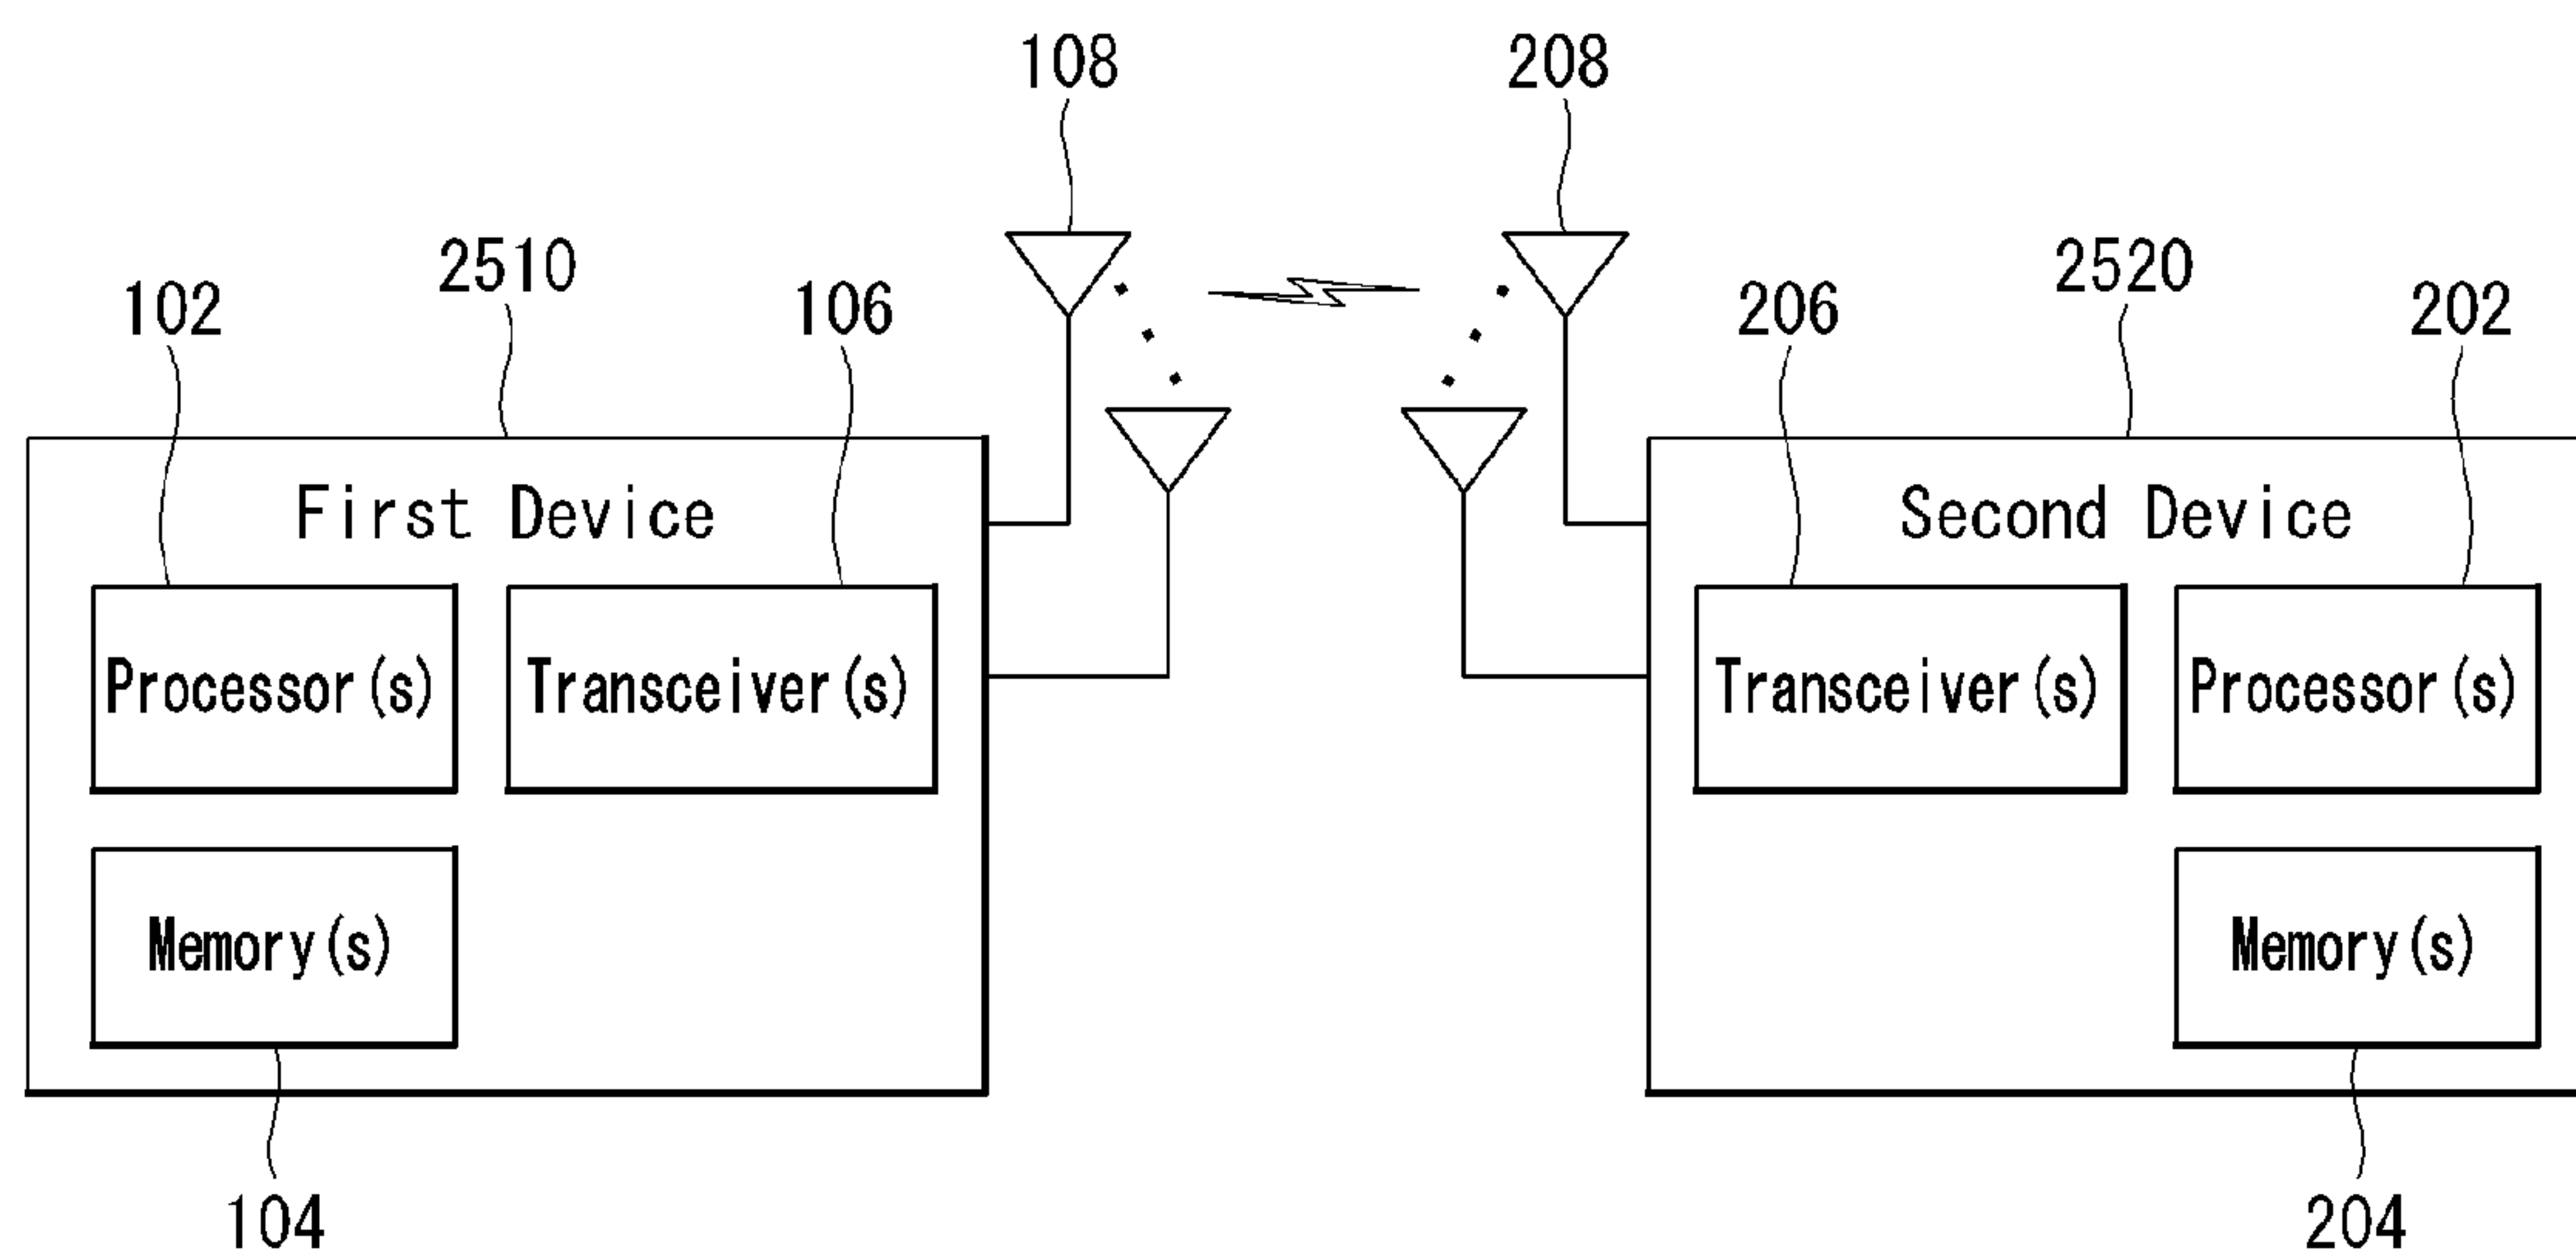 108 208
2510 2520
102 106 206 202
First Device Second Device
Processor(s) Transceiver(s) Transceiver(s) Processor(s)
Memory(s) Memory(s)
104 204